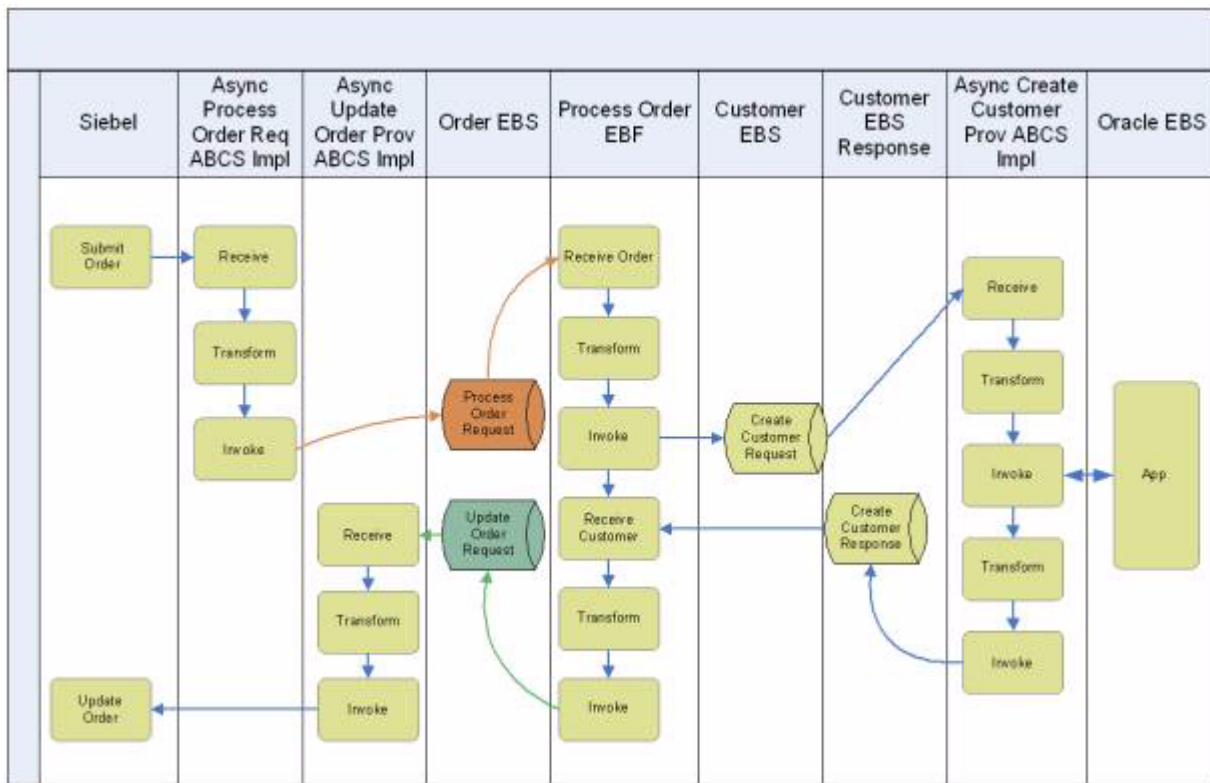 Siebel
Async
Process
Order Req
ABCS Impl
Async
Update
Order Prov
ABCS Impl
Order EBS
Process Order
EBF
Customer
EBS
Customer
EBS
Response
Async Create
Customer
Prov ABCS
Impl
Oracle EBS
Submit
Order
Receive
Transform
Invoke
Receive
Transform
Invoke
Update
Order
Process
Order
Request
Update
Order
Request
Receive Order
Transform
Invoke
Receive
Customer
Transform
Invoke
Create
Customer
Request
Create
Customer
Response
Receive
Transform
Invoke
Transform
Invoke
App